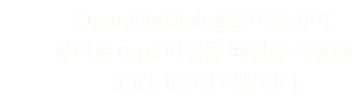 OpenFileDialog를 이용하여
불러온 mp3파일을 배열을 사용해
track list에 저장한다.